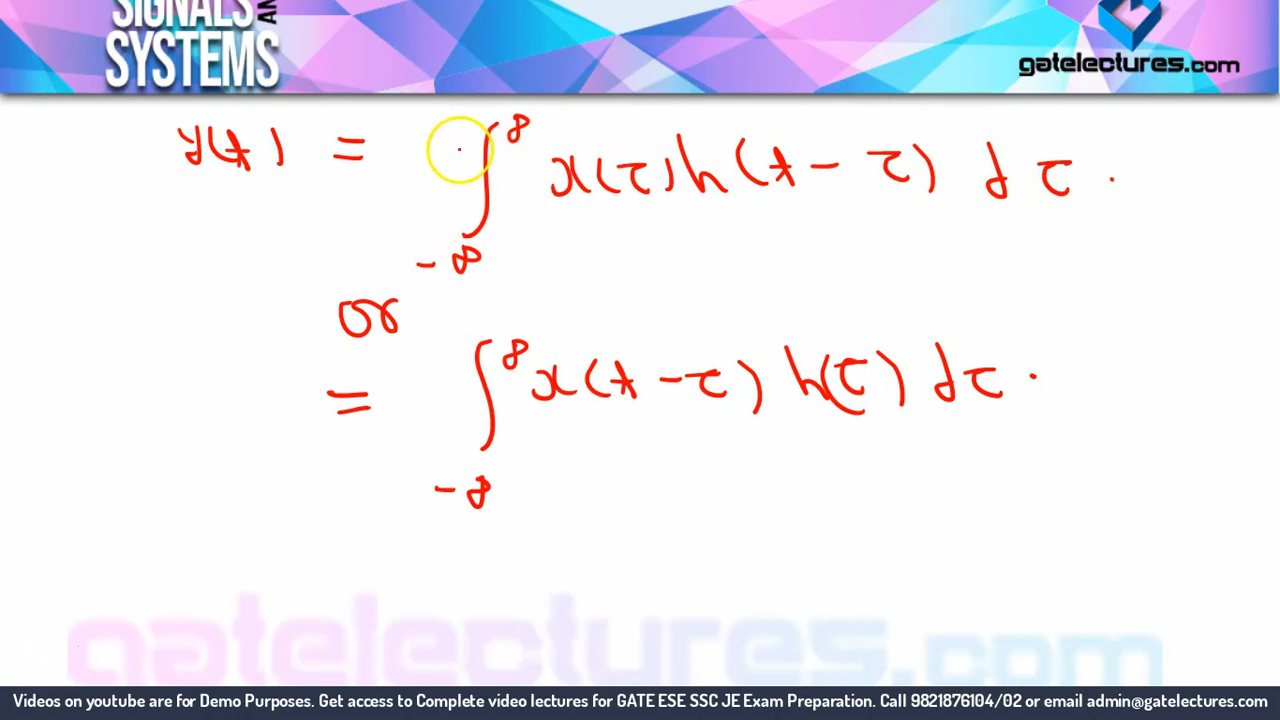 SIGNALS AND
SYSTEMS
gatelectures.com
y(t) = ∫_{-∞}^{∞} x(τ) h(t - τ) dτ.
or
= ∫_{-∞}^{∞} x(t - τ) h(τ) dτ.
gatelectures.com
Videos on youtube are for Demo Purposes. Get access to Complete video lectures for GATE ESE SSC JE Exam Preparation. Call 9821876104/02 or email admin@gatelectures.com